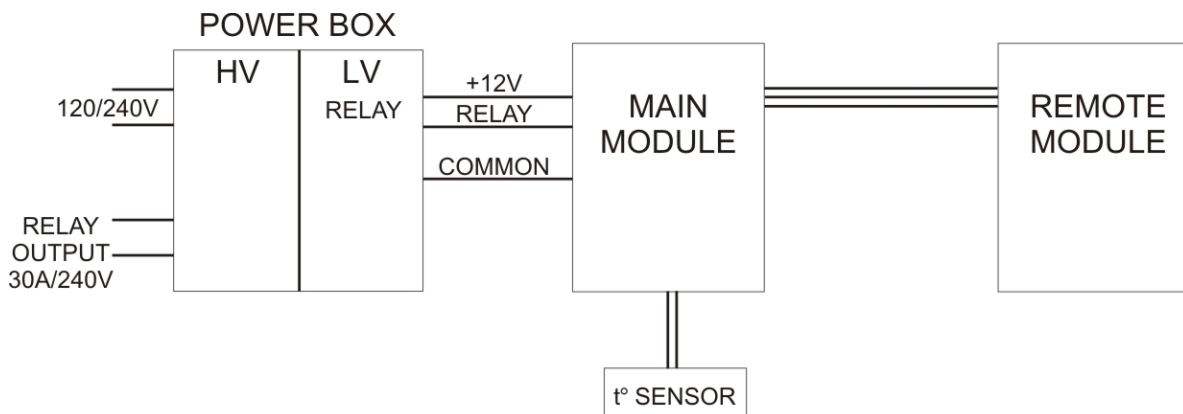 POWER BOX
HV
LV
RELAY
120/240V
RELAY
OUTPUT
30A/240V
+12V
RELAY
COMMON
MAIN
MODULE
REMOTE
MODULE
t° SENSOR